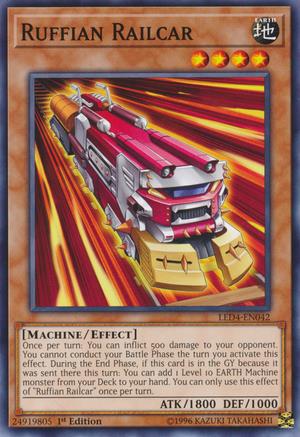 RUFFIAN RAILCAR
EARTH
地
LED4-EN042
[MACHINE/EFFECT]
Once per turn: You can inflict 500 damage to your opponent.
You cannot conduct your Battle Phase the turn you activate this
effect. During the End Phase, if this card is in the GY because it
was sent there this turn: You can add 1 Level 10 EARTH Machine
monster from your Deck to your hand. You can only use this effect
of "Ruffian Railcar" once per turn.
ATK/1800 DEF/1000
24919805 1st Edition ©1996 KAZUKI TAKAHASHI